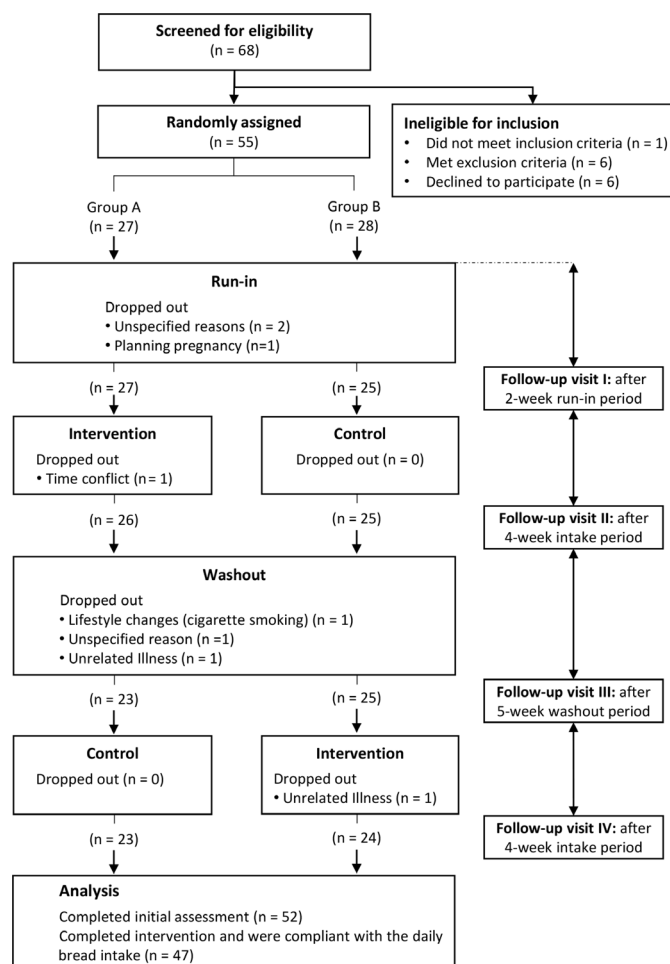 Screened for eligibility
(n = 68)
Randomly assigned
(n = 55)
Ineligible for inclusion
• Did not meet inclusion criteria (n = 1)
• Met exclusion criteria (n = 6)
• Declined to participate (n = 6)
Group A
(n = 27)
Group B
(n = 28)
Run-in
Dropped out
• Unspecified reasons (n = 2)
• Planning pregnancy (n=1)
(n = 27)
(n = 25)
Follow-up visit I: after
2-week run-in period
Intervention
Dropped out
• Time conflict (n = 1)
Control
Dropped out (n = 0)
(n = 26)
(n = 25)
Follow-up visit II: after
4-week intake period
Washout
Dropped out
• Lifestyle changes (cigarette smoking) (n = 1)
• Unspecified reason (n =1)
• Unrelated Illness (n = 1)
(n = 23)
(n = 25)
Follow-up visit III: after
5-week washout period
Control
Dropped out (n = 0)
Intervention
Dropped out
• Unrelated Illness (n = 1)
(n = 23)
(n = 24)
Follow-up visit IV: after
4-week intake period
Analysis
Completed initial assessment (n = 52)
Completed intervention and were compliant with the daily
bread intake (n = 47)